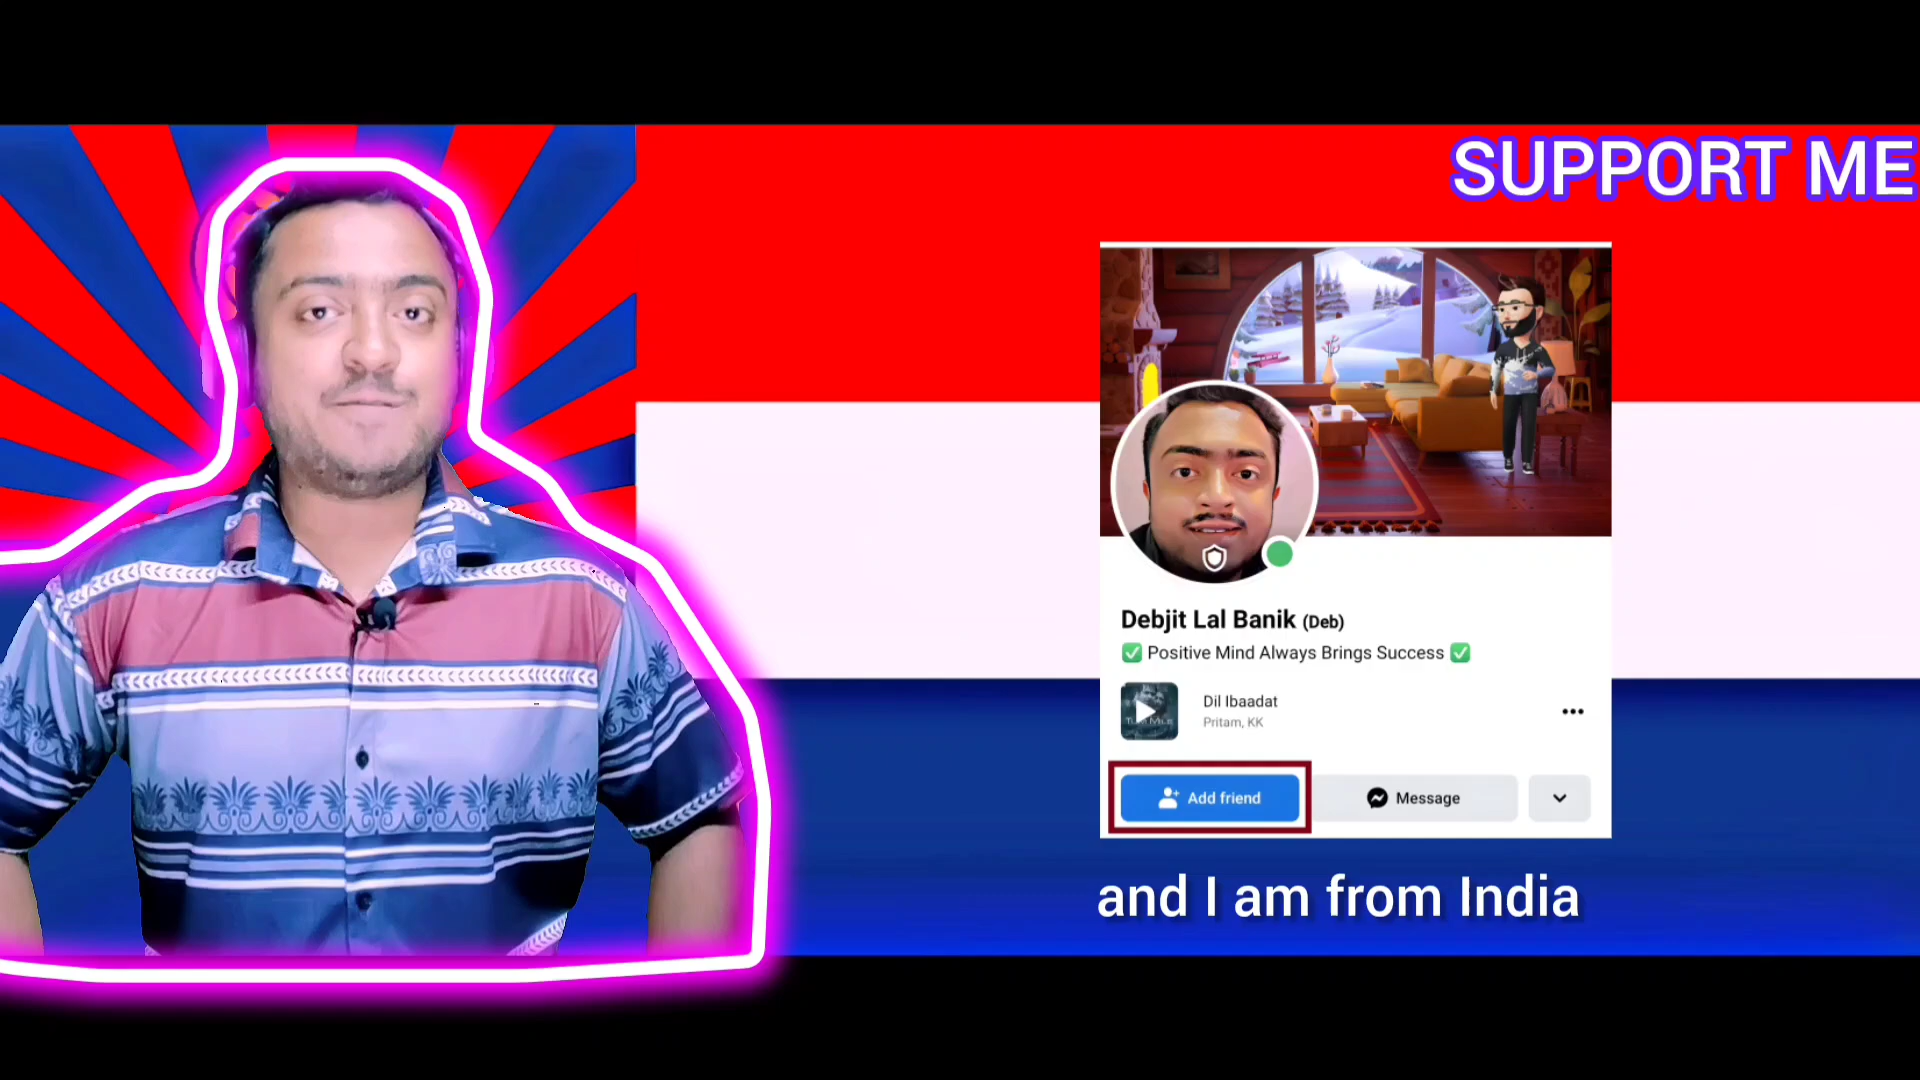 SUPPORT ME
Debjit Lal Banik (Deb)
✅ Positive Mind Always Brings Success ✅
Dil Ibaadat
Pritam, KK
Add friend
Message
and I am from India